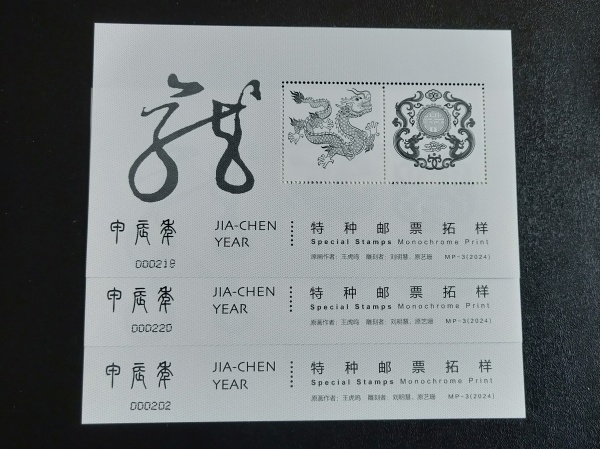 龙
甲辰年
000219
JIA-CHEN
YEAR
特种邮票拓样
Special Stamps Monochrome Print
原画作者：王虎鸣 雕刻者：刘明慧、原艺珊 MP-3(2024)
甲辰年
000220
JIA-CHEN
YEAR
特种邮票拓样
Special Stamps Monochrome Print
原画作者：王虎鸣 雕刻者：刘明慧、原艺珊 MP-3(2024)
甲辰年
000202
JIA-CHEN
YEAR
特种邮票拓样
Special Stamps Monochrome Print
原画作者：王虎鸣 雕刻者：刘明慧、原艺珊 MP-3(2024)